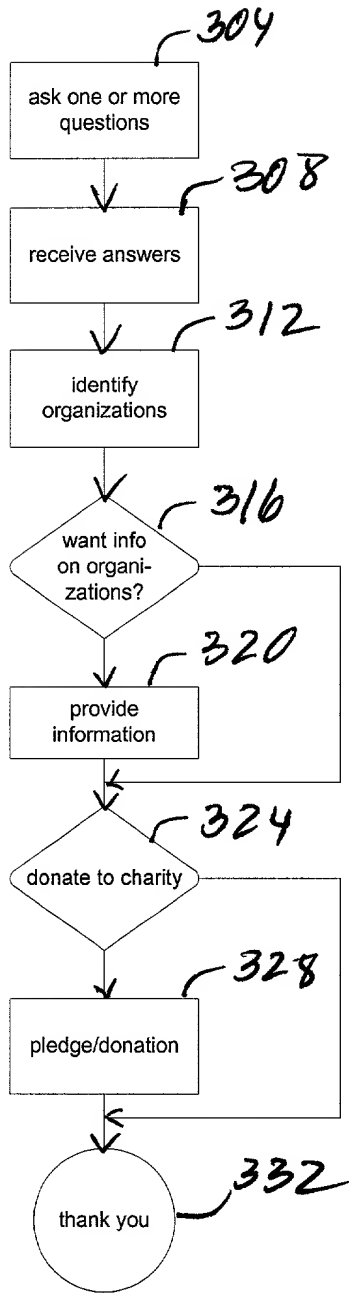 304
ask one or more
questions
308
receive answers
312
identify
organizations
316
want info
on organi-
zations?
320
provide
information
324
donate to charity
328
pledge/donation
332
thank you